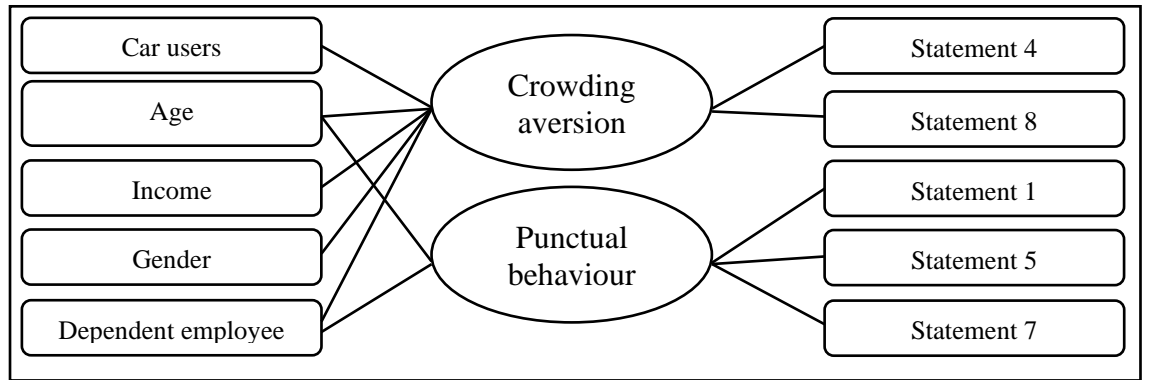 Car users
Age
Income
Gender
Dependent employee
Crowding
aversion
Punctual
behaviour
Statement 4
Statement 8
Statement 1
Statement 5
Statement 7